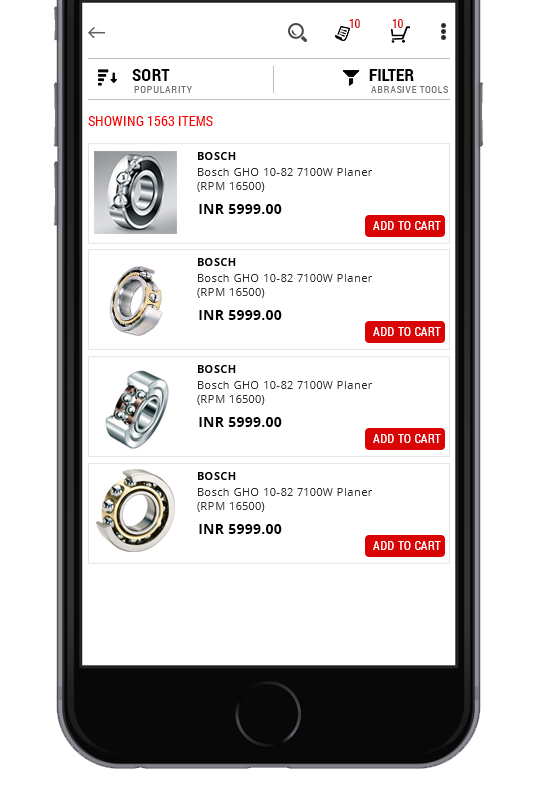 10 10
SORT FILTER
POPULARITY ABRASIVE TOOLS
SHOWING 1563 ITEMS
BOSCH
Bosch GHO 10-82 7100W Planer
(RPM 16500)
INR 5999.00
ADD TO CART
BOSCH
Bosch GHO 10-82 7100W Planer
(RPM 16500)
INR 5999.00
ADD TO CART
BOSCH
Bosch GHO 10-82 7100W Planer
(RPM 16500)
INR 5999.00
ADD TO CART
BOSCH
Bosch GHO 10-82 7100W Planer
(RPM 16500)
INR 5999.00
ADD TO CART